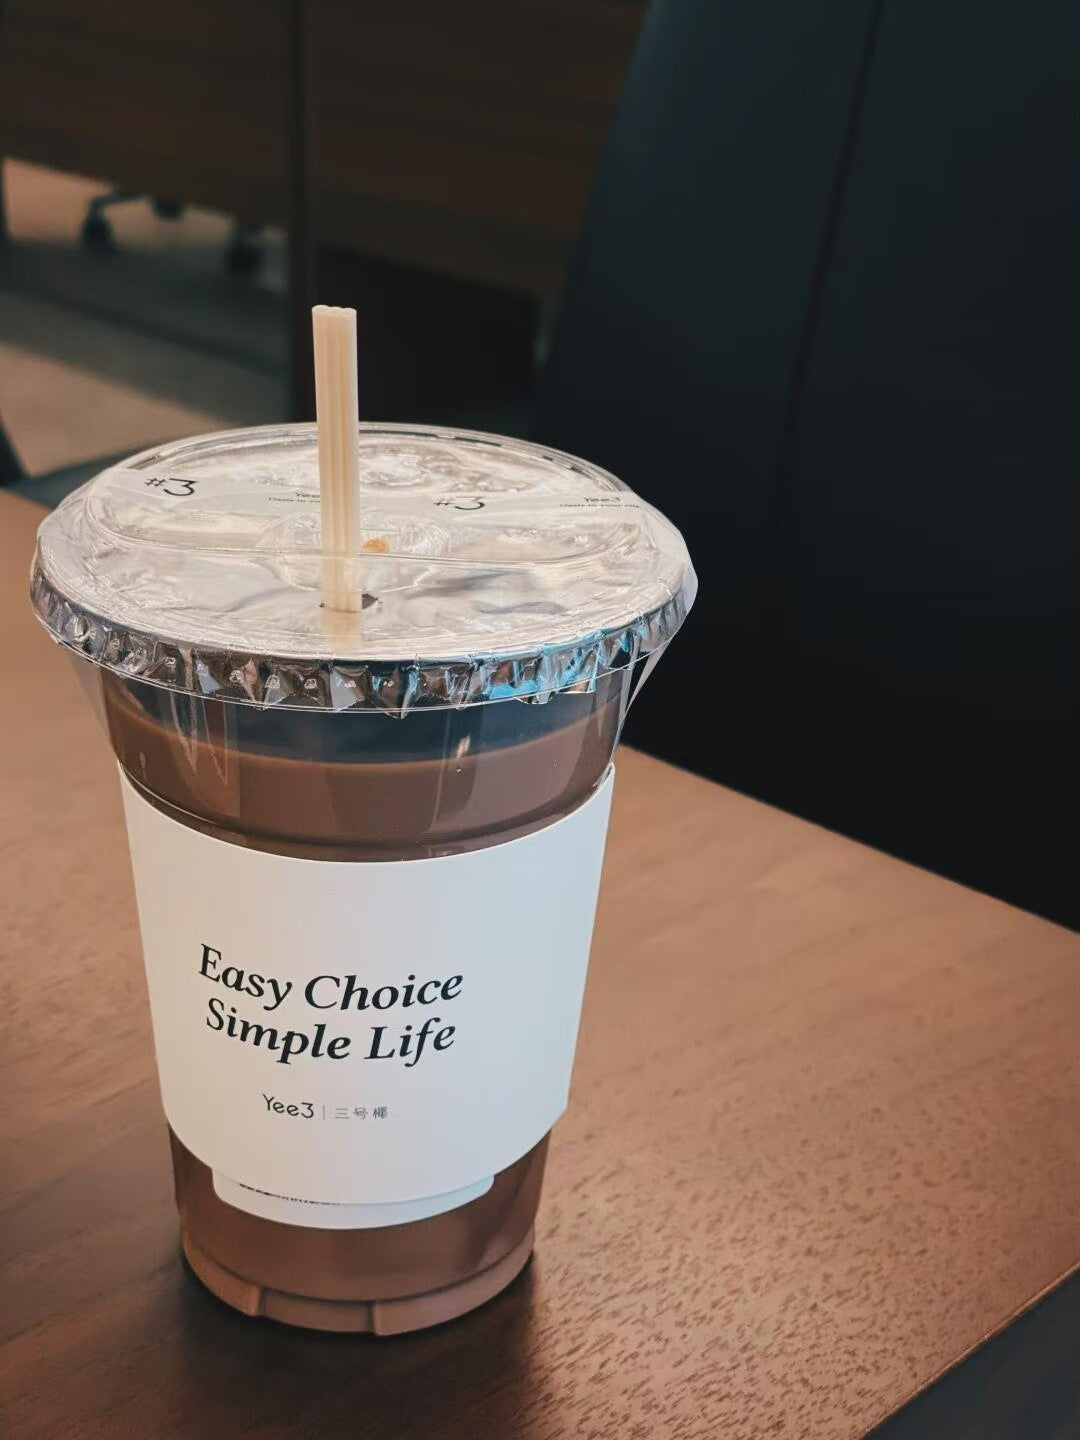 #3
Yee3
#3
Yee3
Easy Choice
Simple Life
Yee3 | 三号椰